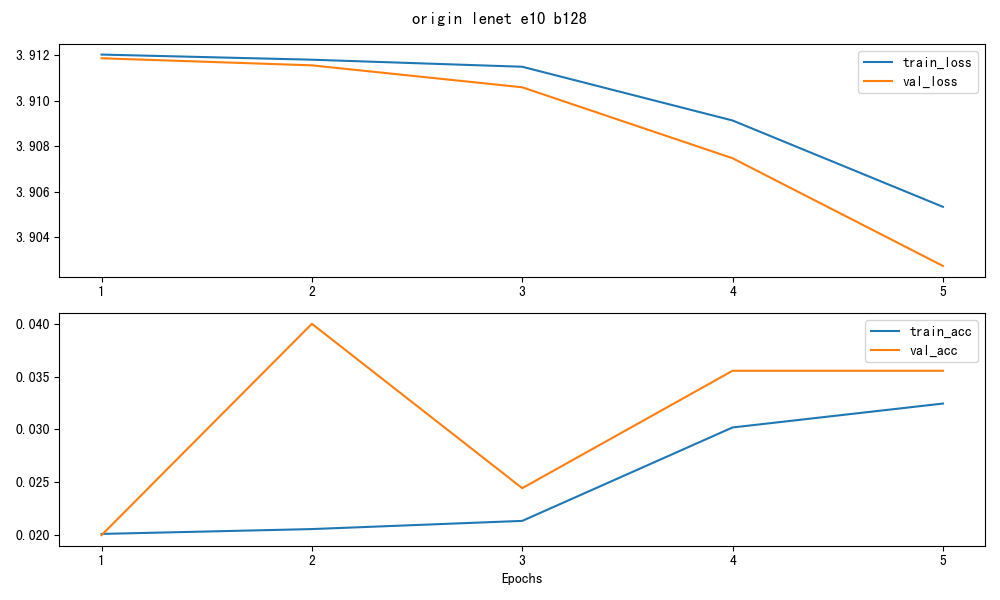 origin lenet e10 b128
3.912
3.910
3.908
3.906
3.904
train_loss
val_loss
1 2 3 4 5
0.040
0.035
0.030
0.025
0.020
train_acc
val_acc
1 2 3 4 5
Epochs